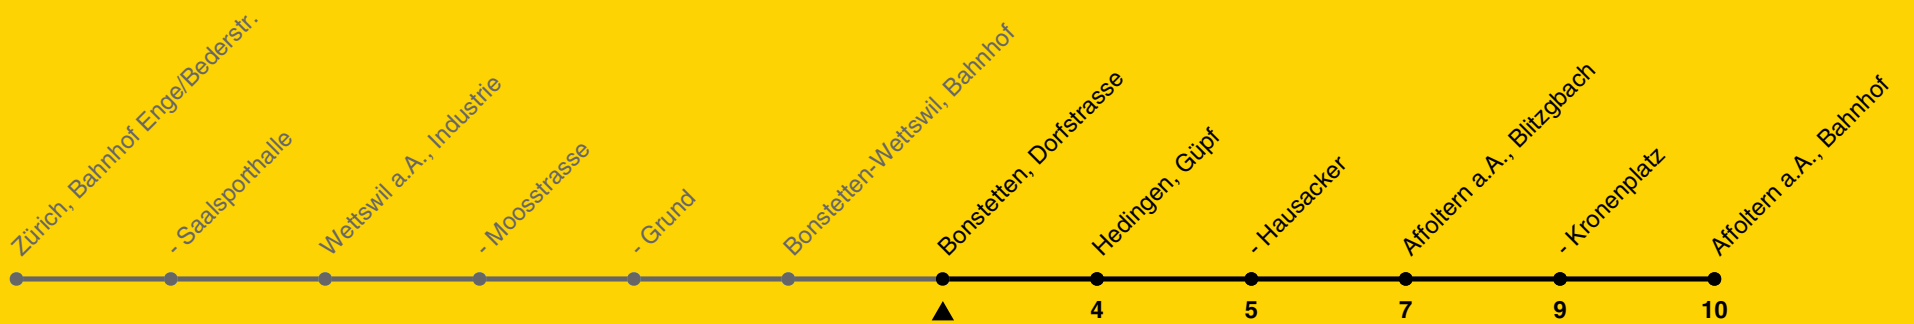 Zürich, Bahnhof Enge/Bederstr.
- Saalsporthalle
Wettswil a.A., Industrie
- Moosstrasse
- Grund
Bonstetten-Wettswil, Bahnhof
Bonstetten, Dorfstrasse
Hedingen, Güpf
- Hausacker
Affoltern a.A., Blitzgbach
- Kronenplatz
Affoltern a.A., Bahnhof
4
5
7
9
10